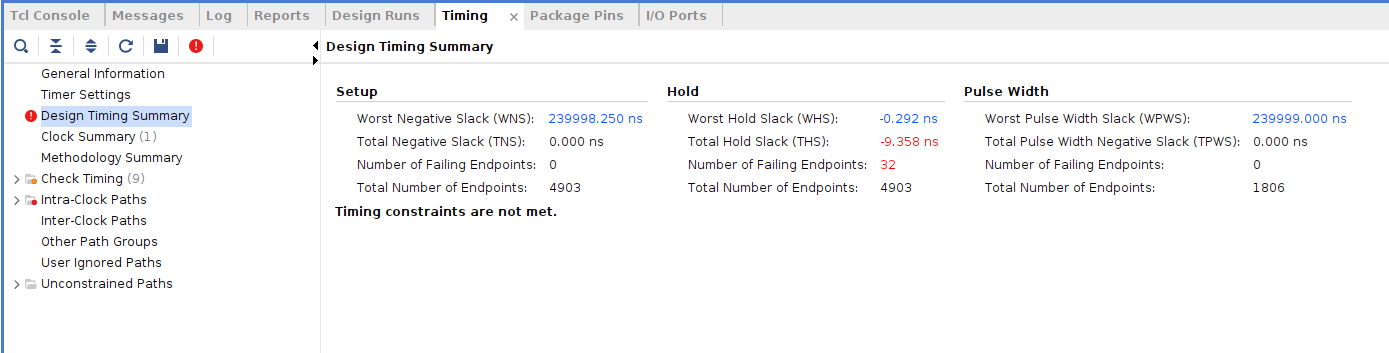 Tcl Console Messages Log Reports Design Runs Timing × Package Pins I/O Ports
Design Timing Summary
General Information
Timer Settings
Design Timing Summary
Clock Summary (1)
Methodology Summary
Check Timing (9)
Intra-Clock Paths
Inter-Clock Paths
Other Path Groups
User Ignored Paths
Unconstrained Paths
Setup Hold Pulse Width
Worst Negative Slack (WNS): 239998.250 ns Worst Hold Slack (WHS): -0.292 ns Worst Pulse Width Slack (WPWS): 239999.000 ns
Total Negative Slack (TNS): 0.000 ns Total Hold Slack (THS): -9.358 ns Total Pulse Width Negative Slack (TPWS): 0.000 ns
Number of Failing Endpoints: 0 Number of Failing Endpoints: 32 Number of Failing Endpoints: 0
Total Number of Endpoints: 4903 Total Number of Endpoints: 4903 Total Number of Endpoints: 1806
Timing constraints are not met.